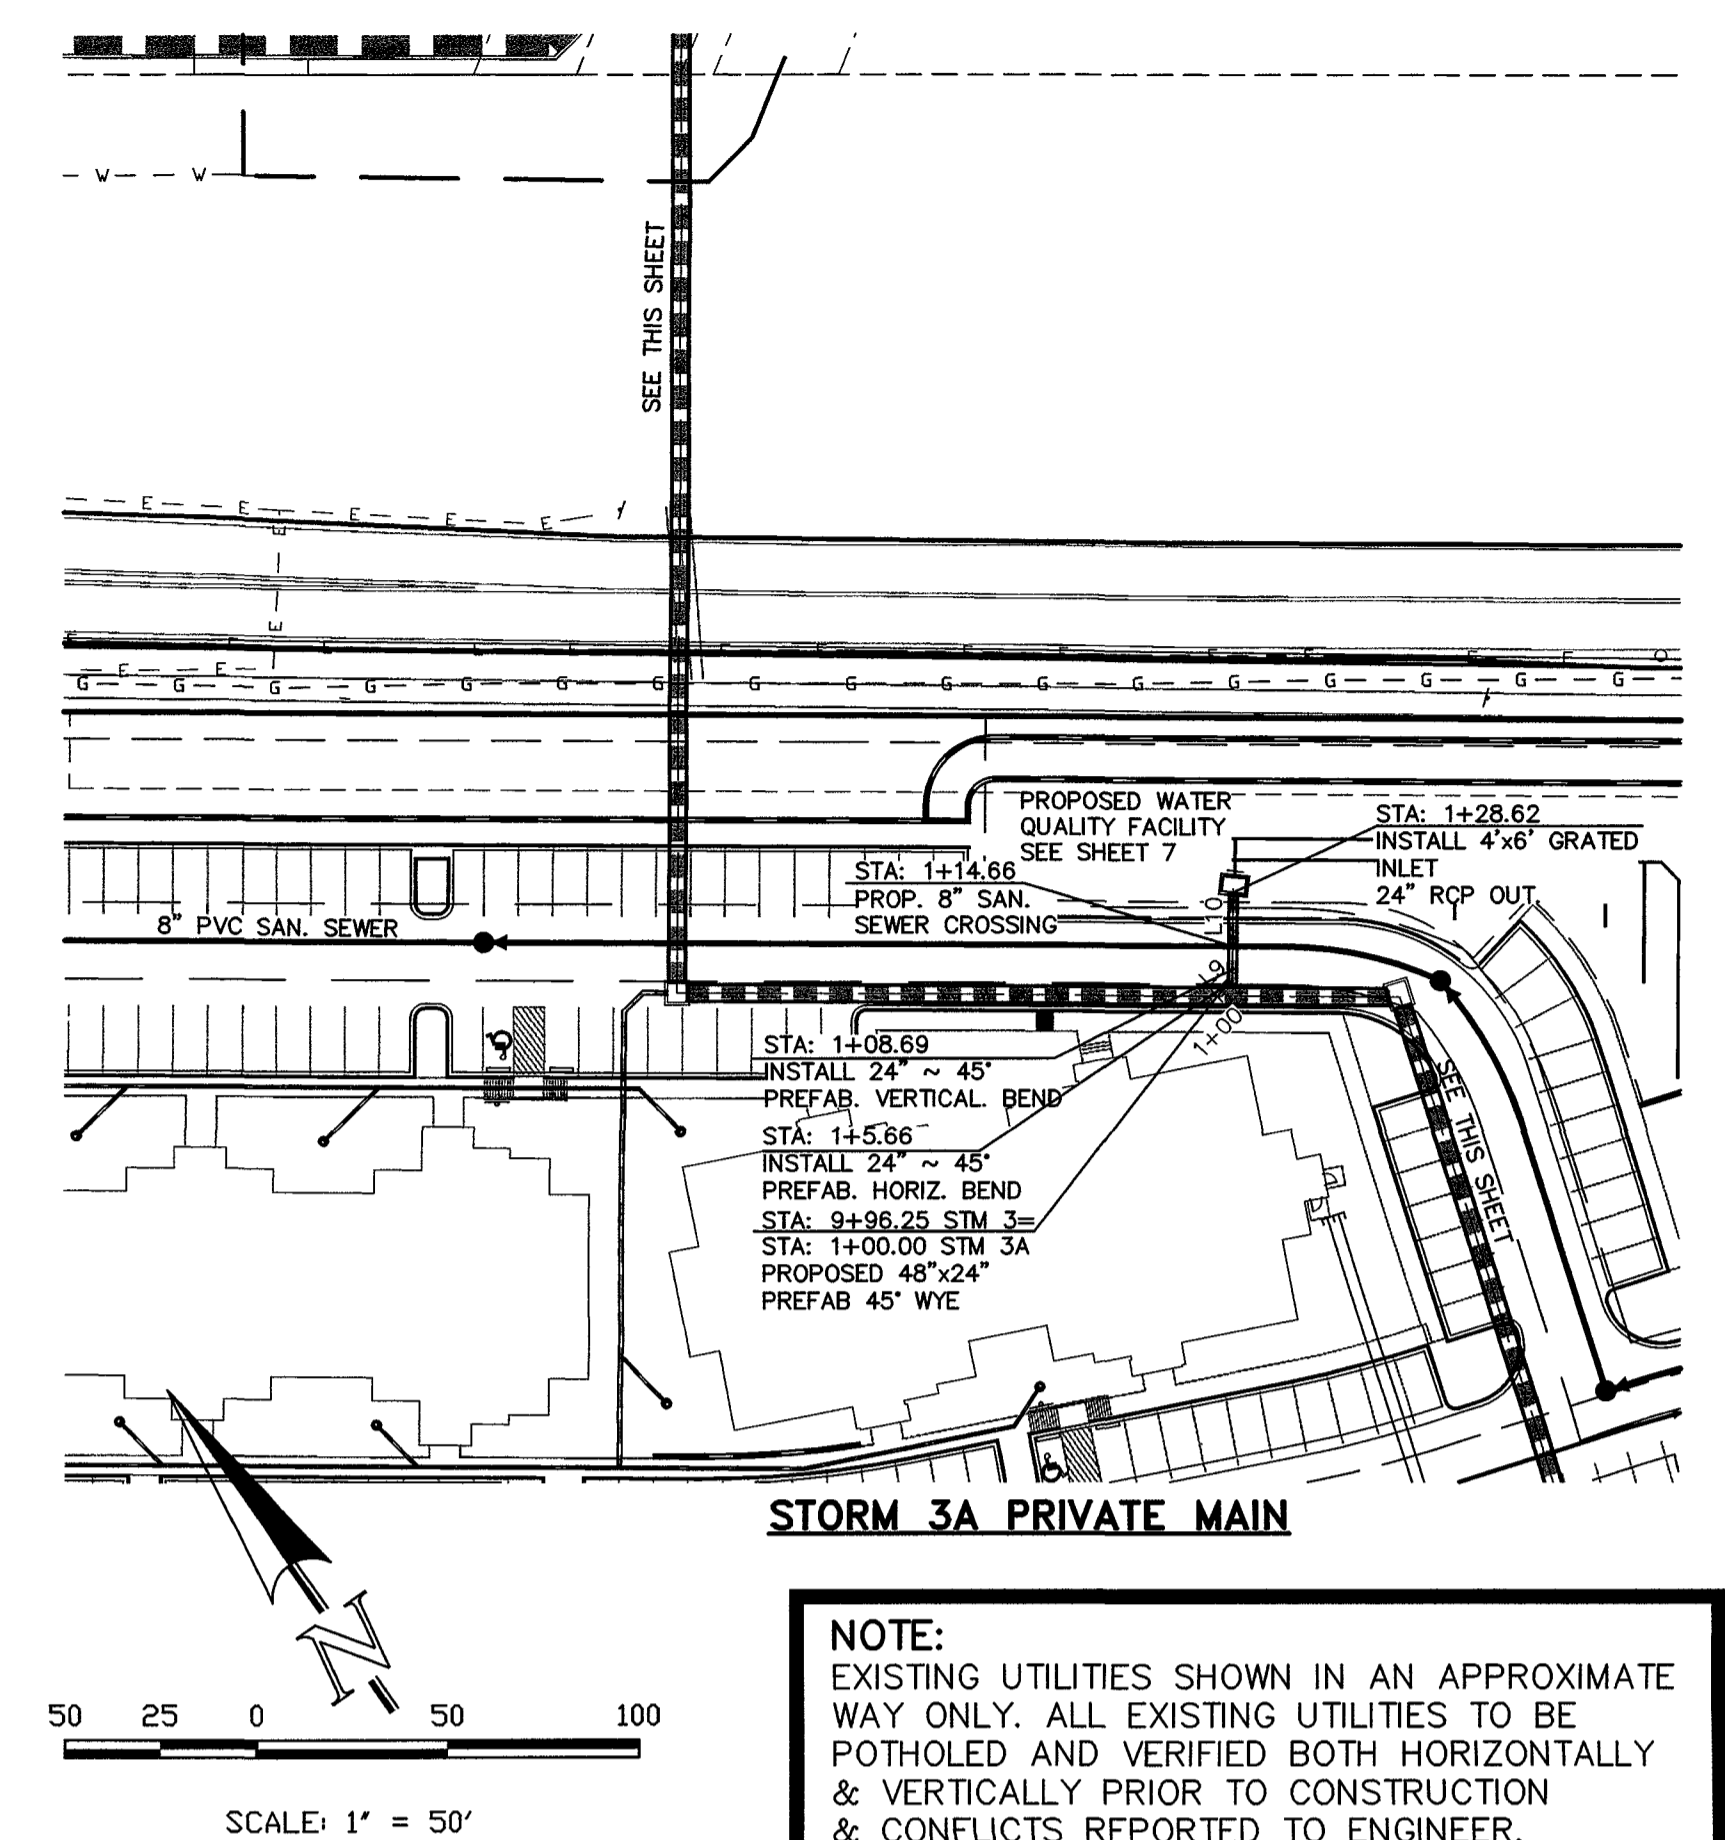 W W
SEE THIS SHEET
E E E E E
E
E
E E
G G G G G G G G G G G G G G G G G
PROPOSED WATER
QUALITY FACILITY
SEE SHEET 7
STA: 1+28.62
INSTALL 4'x6' GRATED
INLET
24" RCP OUT.
STA: 1+14.66
PROP. 8" SAN.
SEWER CROSSING
8" PVC SAN. SEWER
L10
L9
1+00
STA: 1+08.69
INSTALL 24" ~ 45°
PREFAB. VERTICAL. BEND
STA: 1+5.66
INSTALL 24" ~ 45°
PREFAB. HORIZ. BEND
STA: 9+96.25 STM 3=
STA: 1+00.00 STM 3A
PROPOSED 48"x24"
PREFAB 45° WYE
SEE THIS SHEET
STORM 3A PRIVATE MAIN
N
50 25 0 50 100
SCALE: 1" = 50'
NOTE:
EXISTING UTILITIES SHOWN IN AN APPROXIMATE
WAY ONLY. ALL EXISTING UTILITIES TO BE
POTHOLED AND VERIFIED BOTH HORIZONTALLY
& VERTICALLY PRIOR TO CONSTRUCTION
& CONFLICTS REPORTED TO ENGINEER.